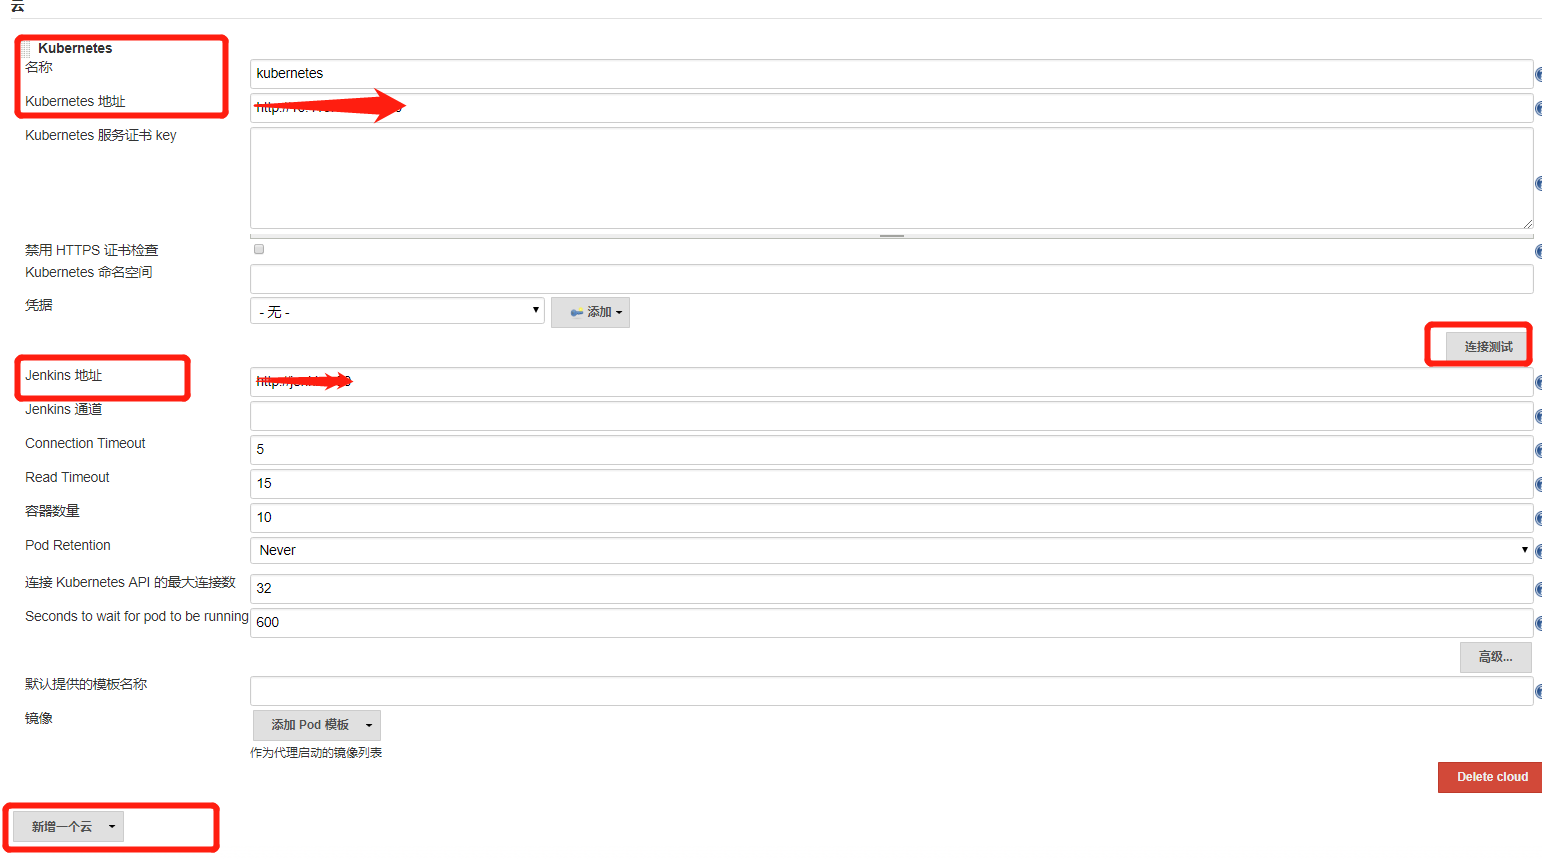 云
Kubernetes
名称
kubernetes
Kubernetes 地址
Kubernetes 服务证书 key
禁用 HTTPS 证书检查
Kubernetes 命名空间
凭据
- 无 -
添加
连接测试
Jenkins 地址
Jenkins 通道
Connection Timeout
5
Read Timeout
15
容器数量
10
Pod Retention
Never
连接 Kubernetes API 的最大连接数
32
Seconds to wait for pod to be running
600
高级...
默认提供的模板名称
镜像
添加 Pod 模板
作为代理启动的镜像列表
Delete cloud
新增一个云